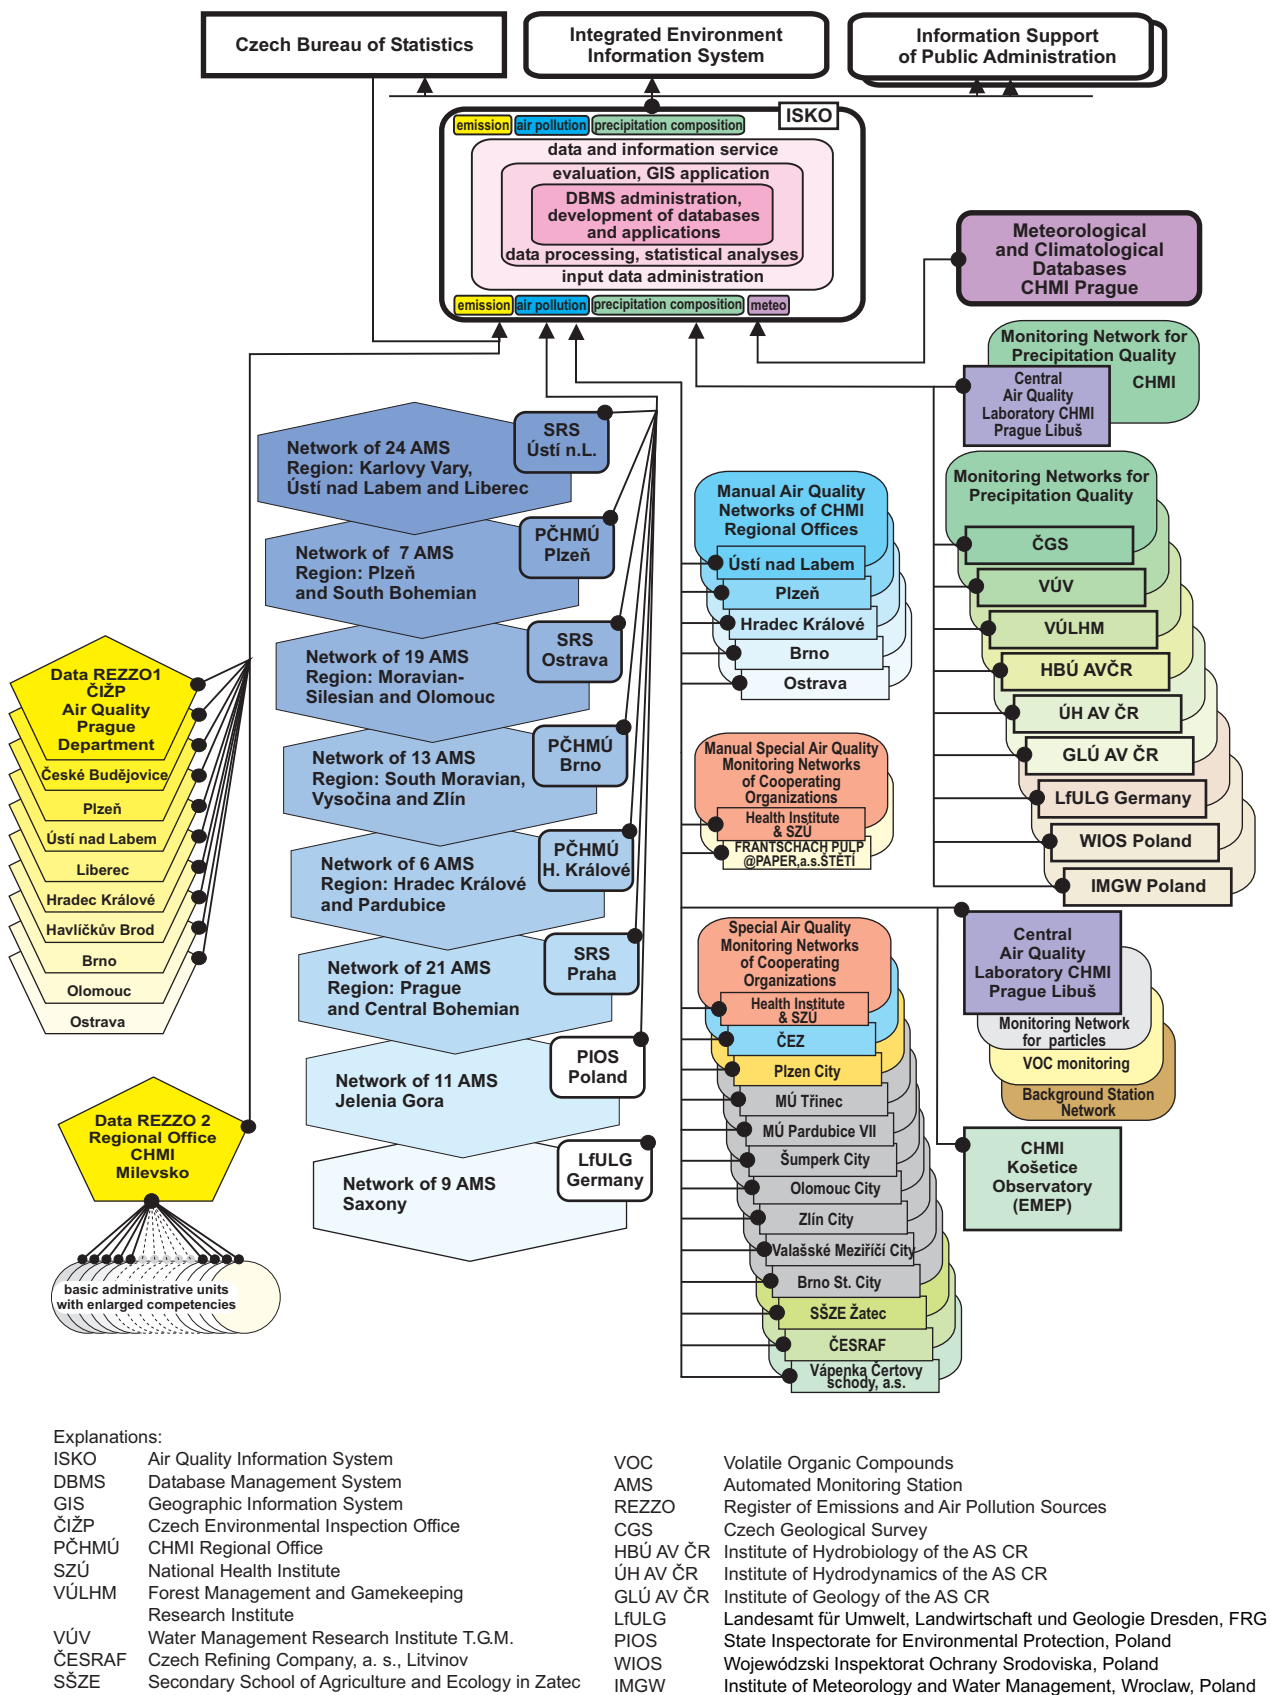 Czech Bureau of Statistics
Integrated Environment
Information System
Information Support
of Public Administration
ISKO
emission
air pollution
precipitation composition
data and information service
evaluation, GIS application
DBMS administration,
development of databases
and applications
data processing, statistical analyses
input data administration
emission
air pollution
precipitation composition
meteo
Meteorological
and Climatological
Databases
CHMI Prague
Monitoring Network for
Precipitation Quality
CHMI
Central
Air Quality
Laboratory CHMI
Prague Libuš
Network of 24 AMS
Region: Karlovy Vary,
Ústí nad Labem and Liberec
SRS
Ústí n.L.
Network of  7 AMS
Region: Plzeň
and South Bohemian
PČHMÚ
Plzeň
Network of 19 AMS
Region: Moravian-
Silesian and Olomouc
SRS
Ostrava
Network of 13 AMS
Region: South Moravian,
Vysočina and Zlín
PČHMÚ
Brno
Network of 6 AMS
Region: Hradec Králové
and Pardubice
PČHMÚ
H. Králové
Network of 21 AMS
Region: Prague
and Central Bohemian
SRS
Praha
Network of 11 AMS
Jelenia Gora
PIOS
Poland
Network of 9 AMS
Saxony
LfULG
Germany
Data REZZO1
ČIŽP
Air Quality
Prague
Department
České Budějovice
Plzeň
Ústí nad Labem
Liberec
Hradec Králové
Havlíčkův Brod
Brno
Olomouc
Ostrava
Data REZZO 2
Regional Office
CHMI
Milevsko
basic administrative units
with enlarged competencies
Manual Air Quality
Networks of CHMI
Regional Offices
Ústí nad Labem
Plzeň
Hradec Králové
Brno
Ostrava
Manual Special Air Quality
Monitoring Networks
of Cooperating
Organizations
Health Institute
& SZÚ
FRANTSCHACH PULP
@PAPER,a.s.ŠTĚTÍ
Special Air Quality
Monitoring Networks
of Cooperating
Organizations
Health Institute
& SZÚ
ČEZ
Plzen City
MÚ Třinec
MÚ Pardubice VII
Šumperk City
Olomouc City
Zlín City
Valašské Meziříčí City
Brno St. City
SŠZE Žatec
ČESRAF
Vápenka Čertovy
schody, a.s.
Monitoring Networks for
Precipitation Quality
ČGS
VÚV
VÚLHM
HBÚ AVČR
ÚH AV ČR
GLÚ AV ČR
LfULG Germany
WIOS Poland
IMGW Poland
Central
Air Quality
Laboratory CHMI
Prague Libuš
Monitoring Network
for  particles
VOC monitoring
Background Station
Network
CHMI
Košetice
Observatory
(EMEP)
Explanations:
ISKO Air Quality Information System
DBMS Database Management System
GIS Geographic Information System
ČIŽP Czech Environmental Inspection Office
PČHMÚ CHMI Regional Office
SZÚ National Health Institute
VÚLHM Forest Management and Gamekeeping
Research Institute
VÚV Water Management Research Institute T.G.M.
ČESRAF Czech Refining Company, a. s., Litvinov
SŠZE Secondary School of Agriculture and Ecology in Zatec
VOC Volatile Organic Compounds
AMS Automated Monitoring Station
REZZO Register of Emissions and Air Pollution Sources
CGS Czech Geological Survey
HBÚ AV ČR Institute of Hydrobiology of the AS CR
ÚH AV ČR Institute of Hydrodynamics of the AS CR
GLÚ AV ČR Institute of Geology of the AS CR
LfULG Landesamt für Umwelt, Landwirtschaft und Geologie Dresden, FRG
PIOS State Inspectorate for Environmental Protection, Poland
WIOS Wojewódzski Inspektorat Ochrany Srodoviska, Poland
IMGW Institute of Meteorology and Water Management, Wroclaw, Poland